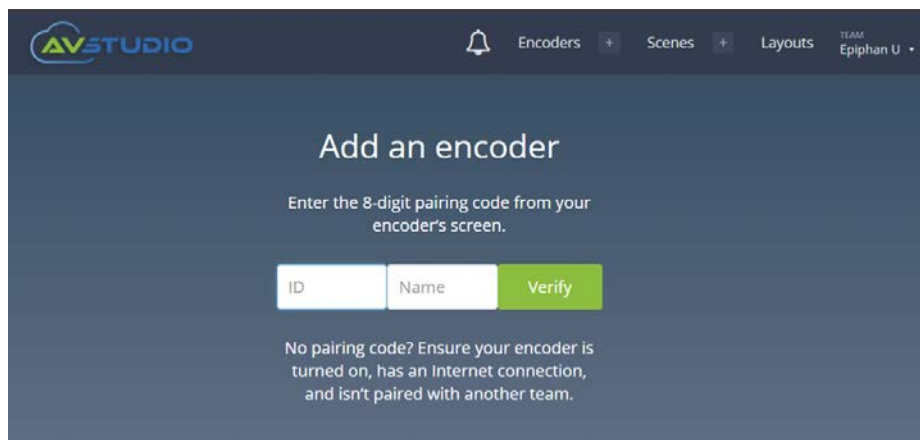 AVSTUDIO
Encoders + Scenes + Layouts
TEAM
Epiphan U
Add an encoder
Enter the 8-digit pairing code from your
encoder's screen.
ID Name Verify
No pairing code? Ensure your encoder is
turned on, has an Internet connection,
and isn't paired with another team.